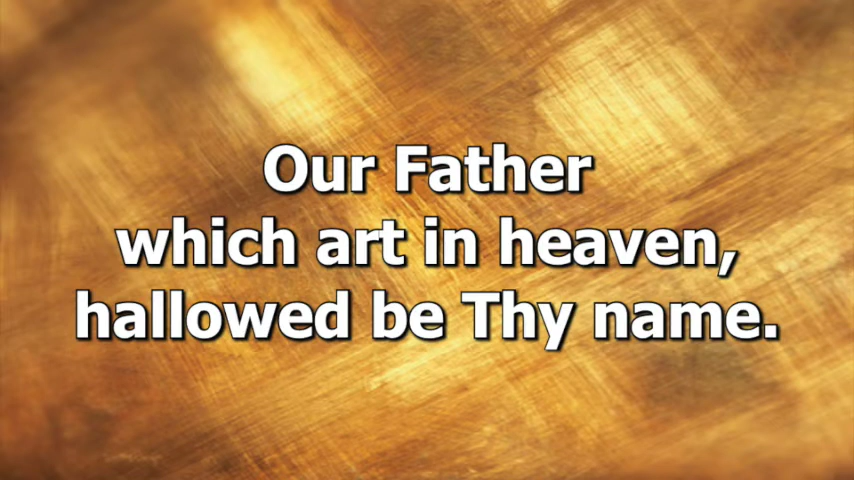 Our Father
which art in heaven,
hallowed be Thy name.